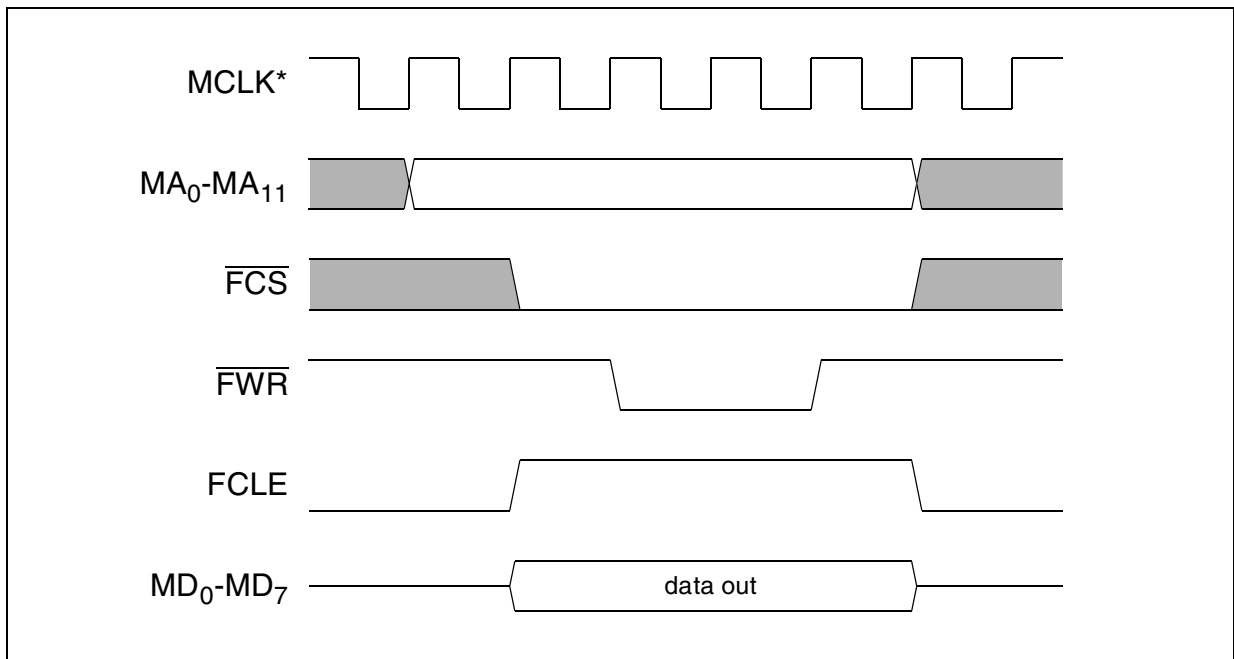 MCLK*
MA0-MA11
FCS
FWR
FCLE
MD0-MD7
data out